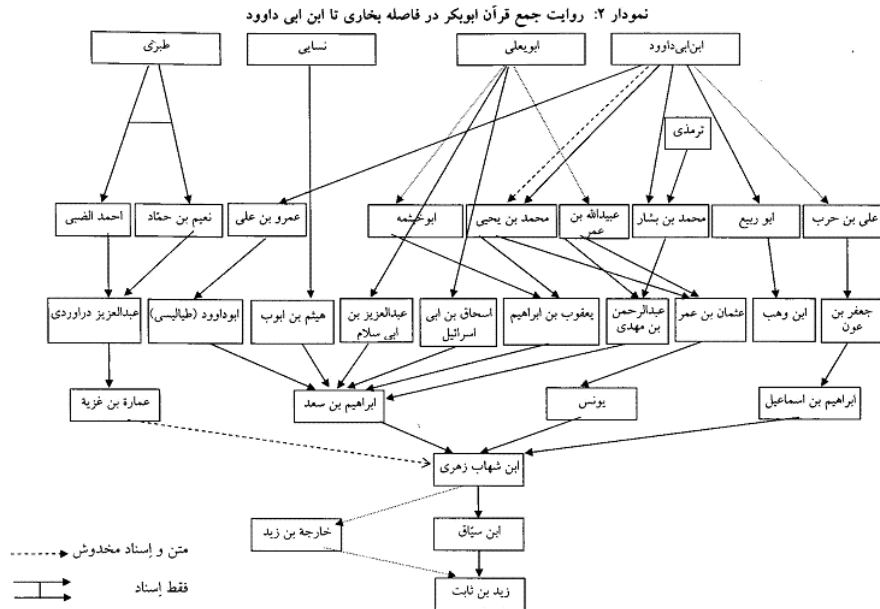 نمودار ۲: روایت جمع قرآن ابوبکر در فاصله بخاری تا ابن ابی داوود
ابن‌ابی‌داوود
ابویعلی
نسایی
طبری
ترمذی
علی بن حرب
ابو ربیع
محمد بن بشار
عبیدالله بن
عمر
محمد بن یحیی
ابوخیثمه
عمرو بن علی
نعیم بن حمّاد
احمد الضبی
جعفر بن
عون
ابن وهب
عثمان بن عمر
عبدالرحمن
بن مهدی
یعقوب بن ابراهیم
اسحاق بن ابی
اسرائیل
عبدالعزیز بن
ابی سلام
هیثم بن ایوب
ابوداوود (طیالیسی)
عبدالعزیز دراوردی
ابراهیم بن اسماعیل
یونس
ابراهیم بن سعد
عمارة بن غزیة
ابن شهاب زهری
ابن سبّاق
خارجة بن زید
زید بن ثابت
متن و إسناد مخدوش
فقط إسناد